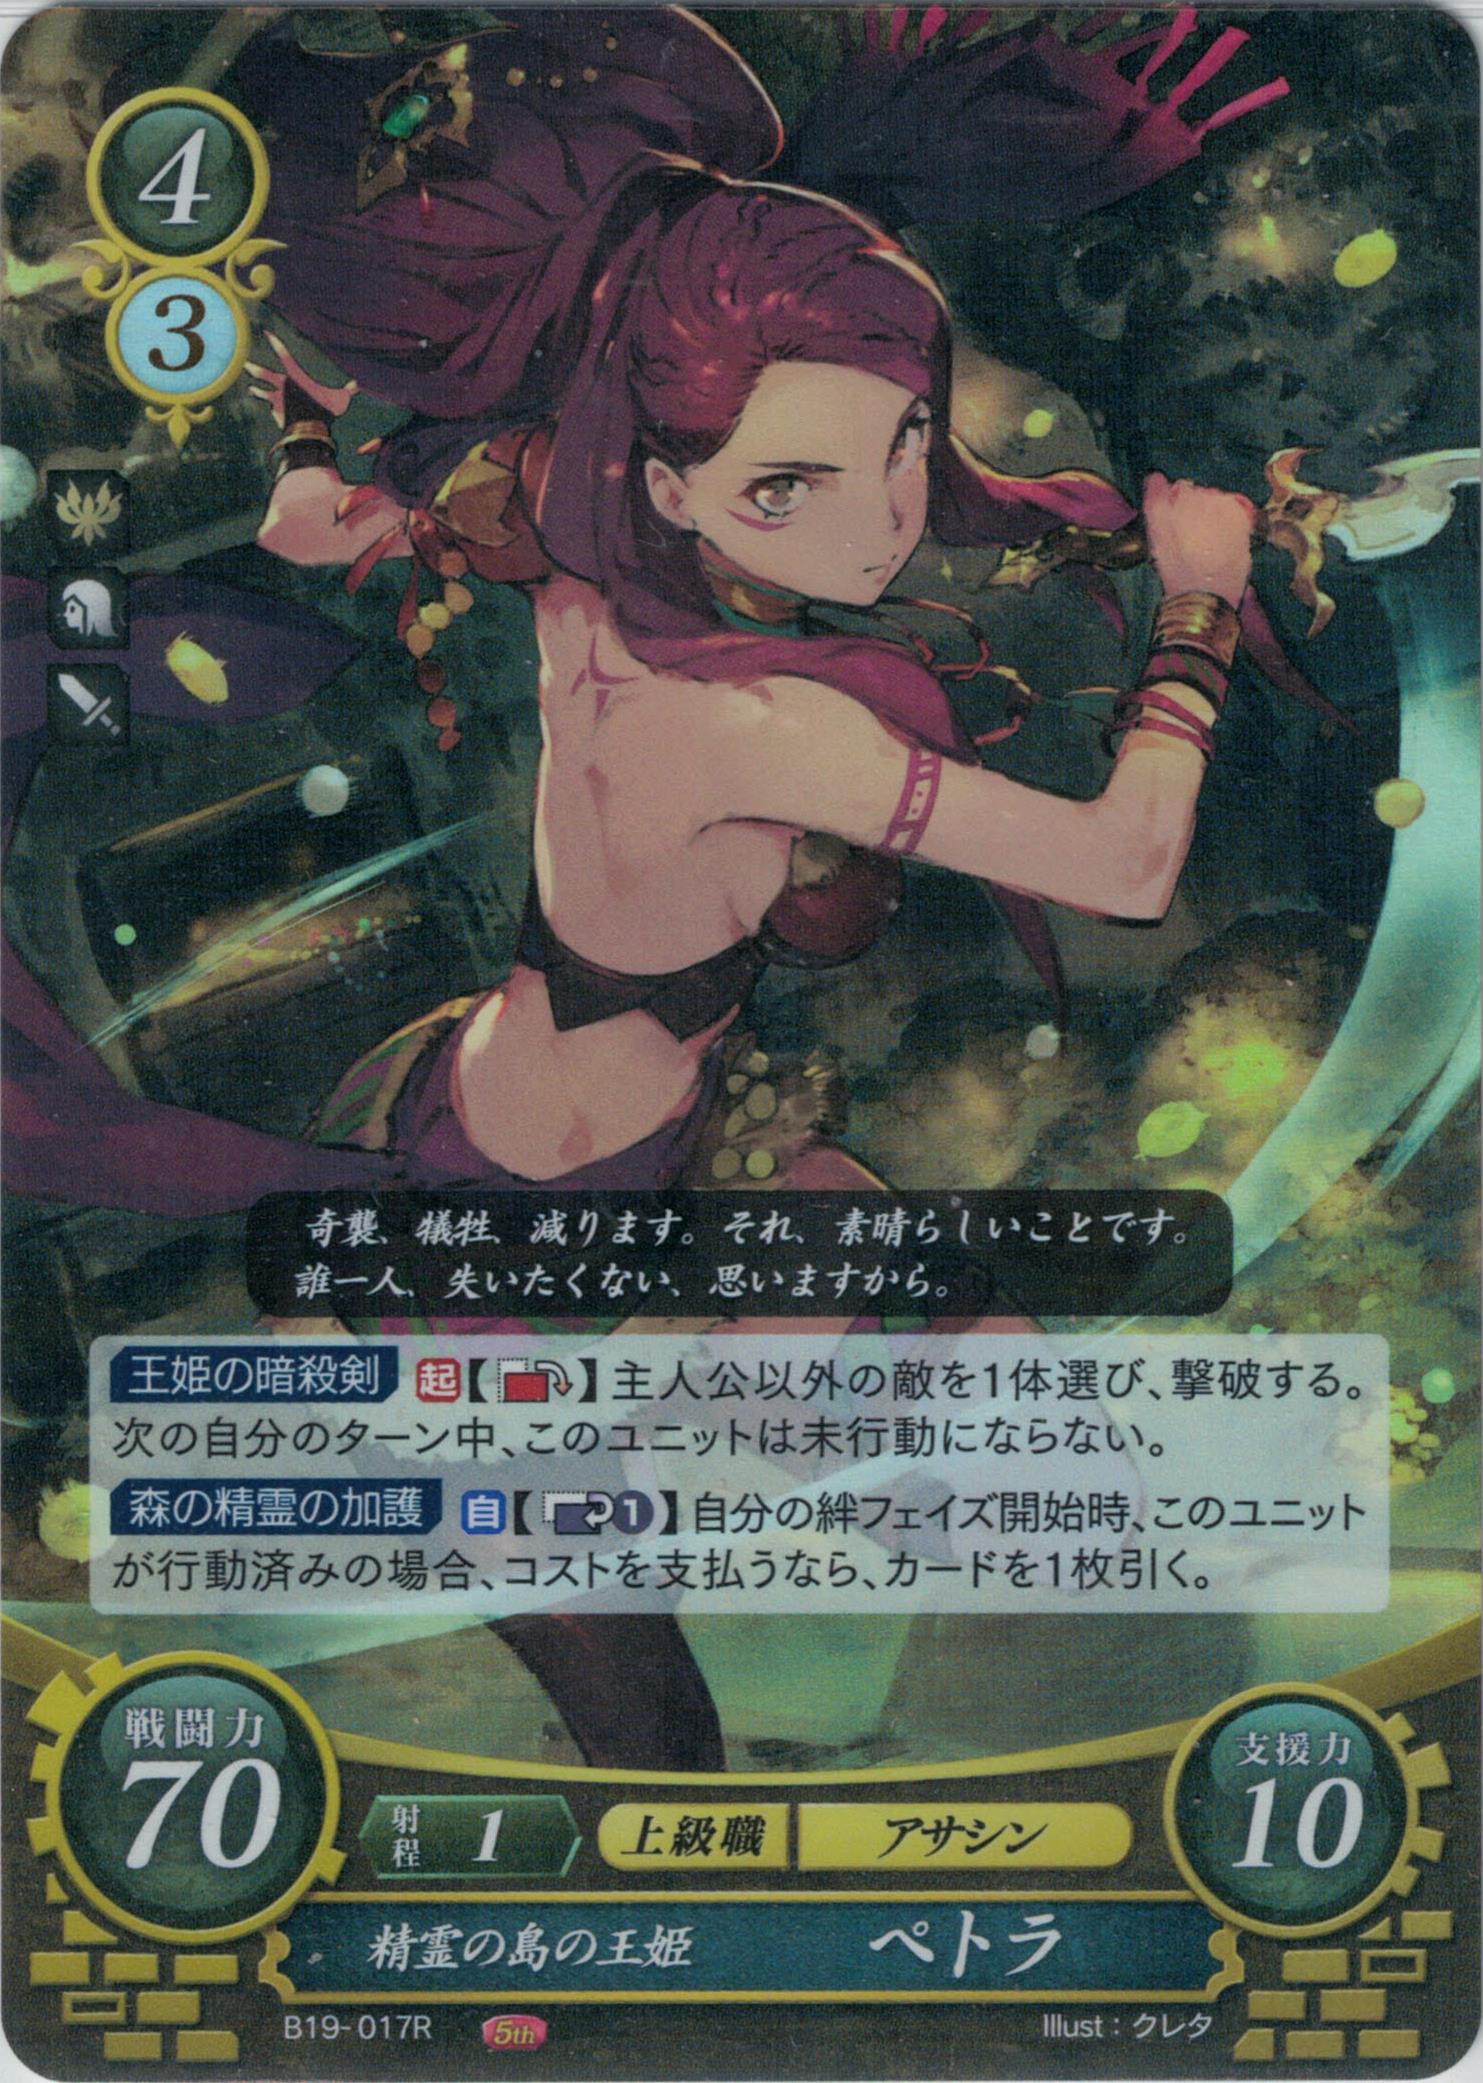 4
3
奇襲、犠牲、減ります。それ、素晴らしいことです。
誰一人、失いたくない、思いますから。
王姫の暗殺剣 起【】主人公以外の敵を1体選び、撃破する。
次の自分のターン中、このユニットは未行動にならない。
森の精霊の加護 自【1】自分の絆フェイズ開始時、このユニット
が行動済みの場合、コストを支払うなら、カードを1枚引く。
戦闘力
70
射程 1
上級職 アサシン
支援力
10
精霊の島の王姫 ペトラ
B19-017R 5th Illust：クレタ